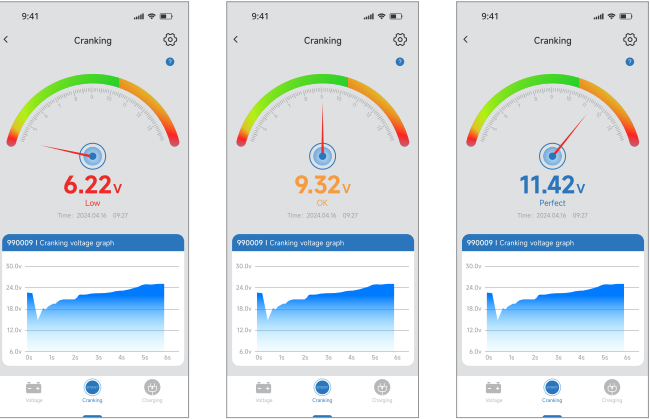 9:41
Cranking
?
6.22V
Low
Time : 2024.04.16 09:27
990009 I Cranking voltage graph
30.0v
24.0v
18.0v
12.0v
6.0v
0s 1s 2s 3s 4s 5s 6s
Voltage Cranking Charging
9:41
Cranking
?
9.32V
OK
Time : 2024.04.16 09:27
990009 I Cranking voltage graph
30.0v
24.0v
18.0v
12.0v
6.0v
0s 1s 2s 3s 4s 5s 6s
Voltage Cranking Charging
9:41
Cranking
?
11.42V
Perfect
Time : 2024.04.16 09:27
990009 I Cranking voltage graph
30.0v
24.0v
18.0v
12.0v
6.0v
0s 1s 2s 3s 4s 5s 6s
Voltage Cranking Charging